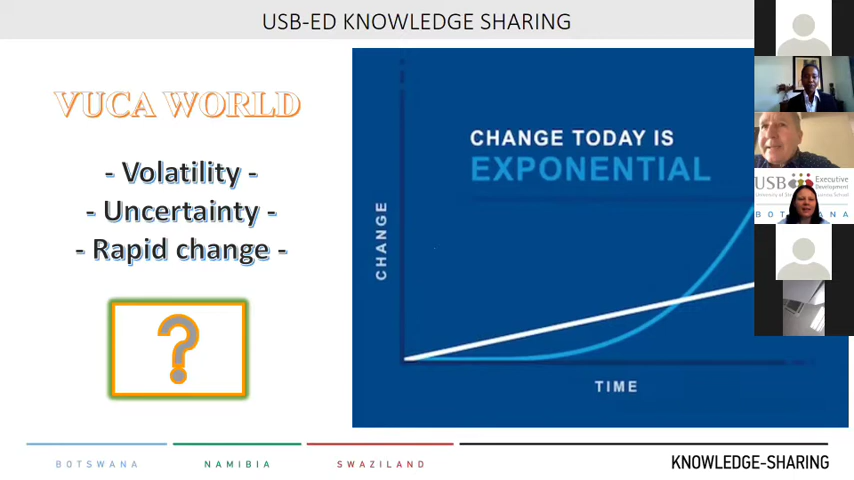 USB-ED KNOWLEDGE SHARING
VUCA WORLD
- Volatility -
- Uncertainty -
- Rapid change -
?
CHANGE TODAY IS
EXPONENTIAL
CHANGE
TIME
USB
Executive
Development
BOTSWANA
NAMIBIA
SWAZILAND
KNOWLEDGE-SHARING